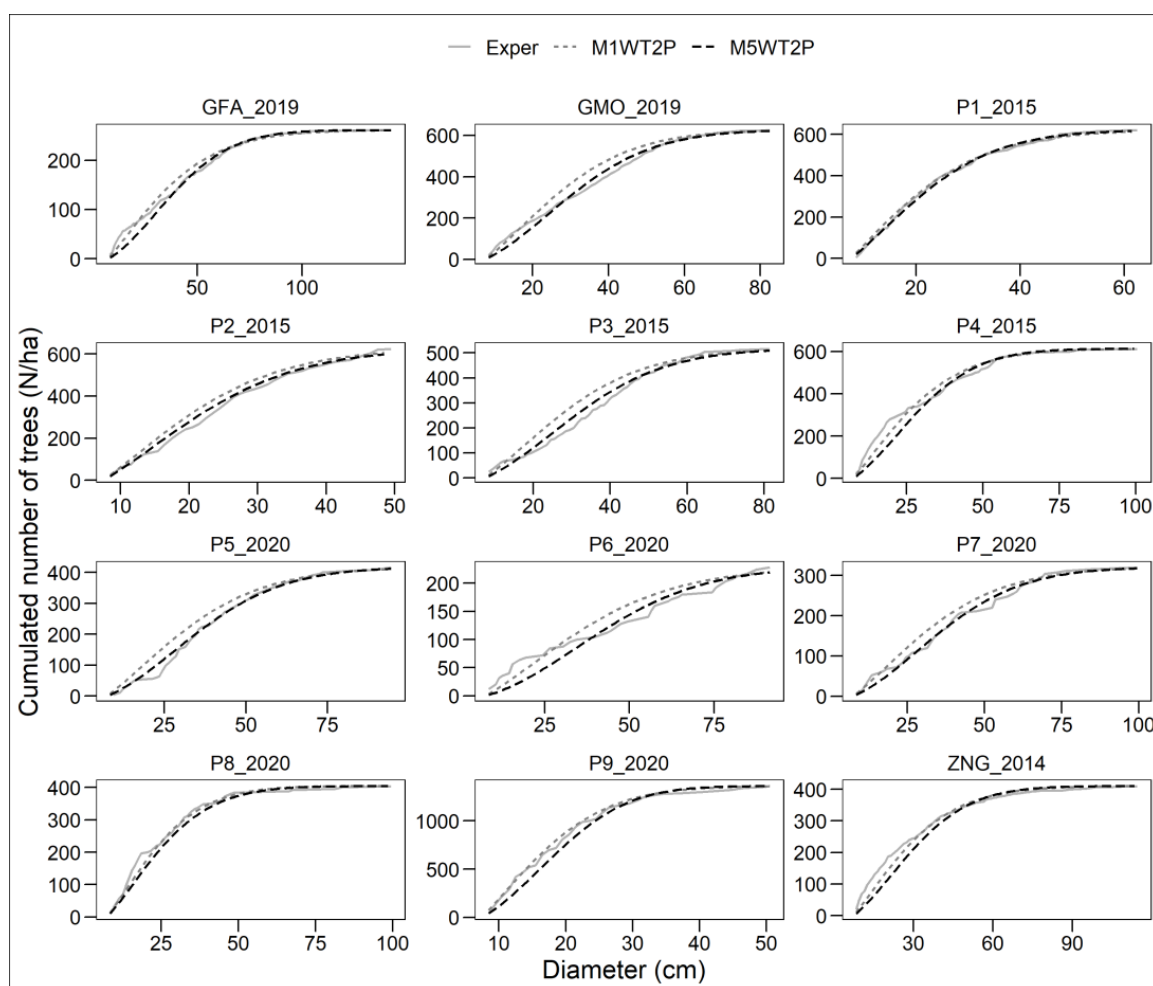 Exper M1WT2P M5WT2P
GFA_2019 GMO_2019 P1_2015
200 100 0
50 100
600 400 200 0
20 40 60 80
600 400 200 0
20 40 60
P2_2015 P3_2015 P4_2015
600 400 200 0
10 20 30 40 50
500 400 300 200 100 0
20 40 60 80
600 400 200 0
25 50 75 100
P5_2020 P6_2020 P7_2020
400 300 200 100 0
25 50 75
200 150 100 50 0
25 50 75
300 200 100 0
25 50 75 100
P8_2020 P9_2020 ZNG_2014
400 300 200 100 0
25 50 75 100
1000 500 0
10 20 30 40 50
400 300 200 100 0
30 60 90
Cumulated number of trees (N/ha)
Diameter (cm)